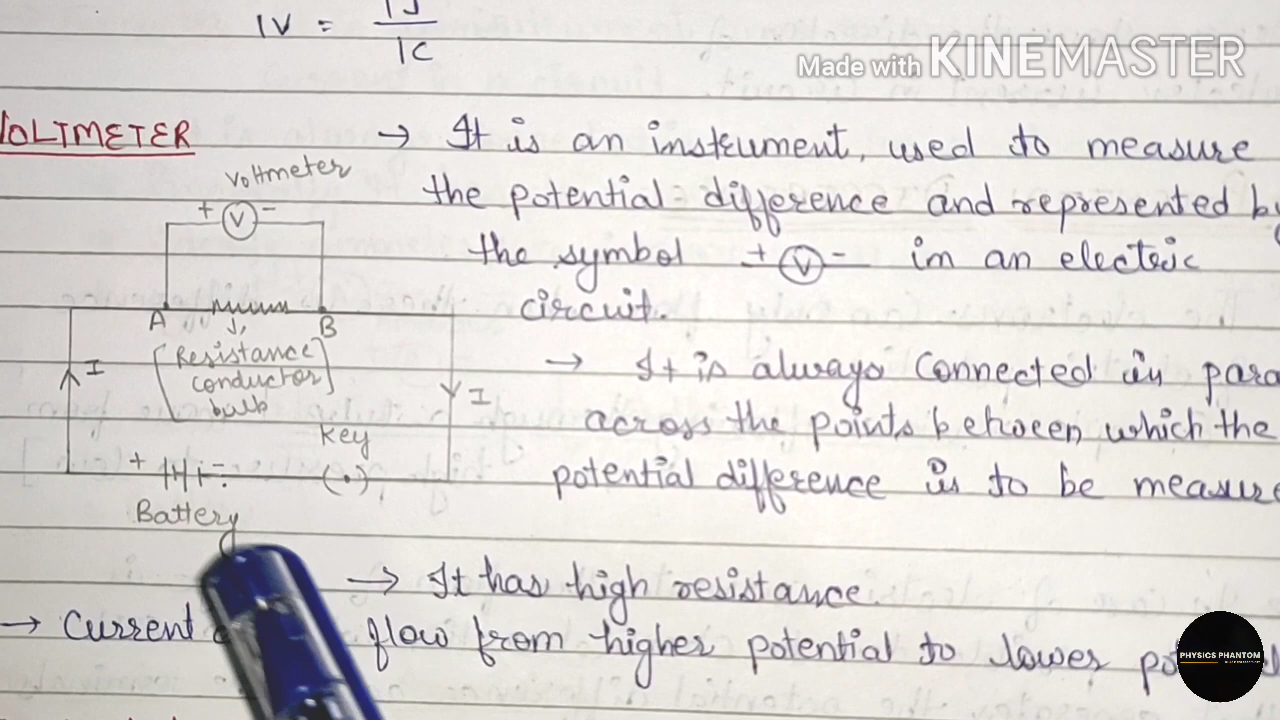 1V = 1J
1C
Made with KINEMASTER
VOLTMETER → It is an instrument, used to measure
Voltmeter
the potential difference and represented by
+ V -
the symbol + V - in an electric
circuit.
A B
[Resistance
conductor
bulb]
I I
→ It is always connected in para
across the points between which the
Key
potential difference is to be measure
+ -
Battery
→ It has high resistance.
→ Current flow from higher potential to lower pot
PHYSICS PHANTOM